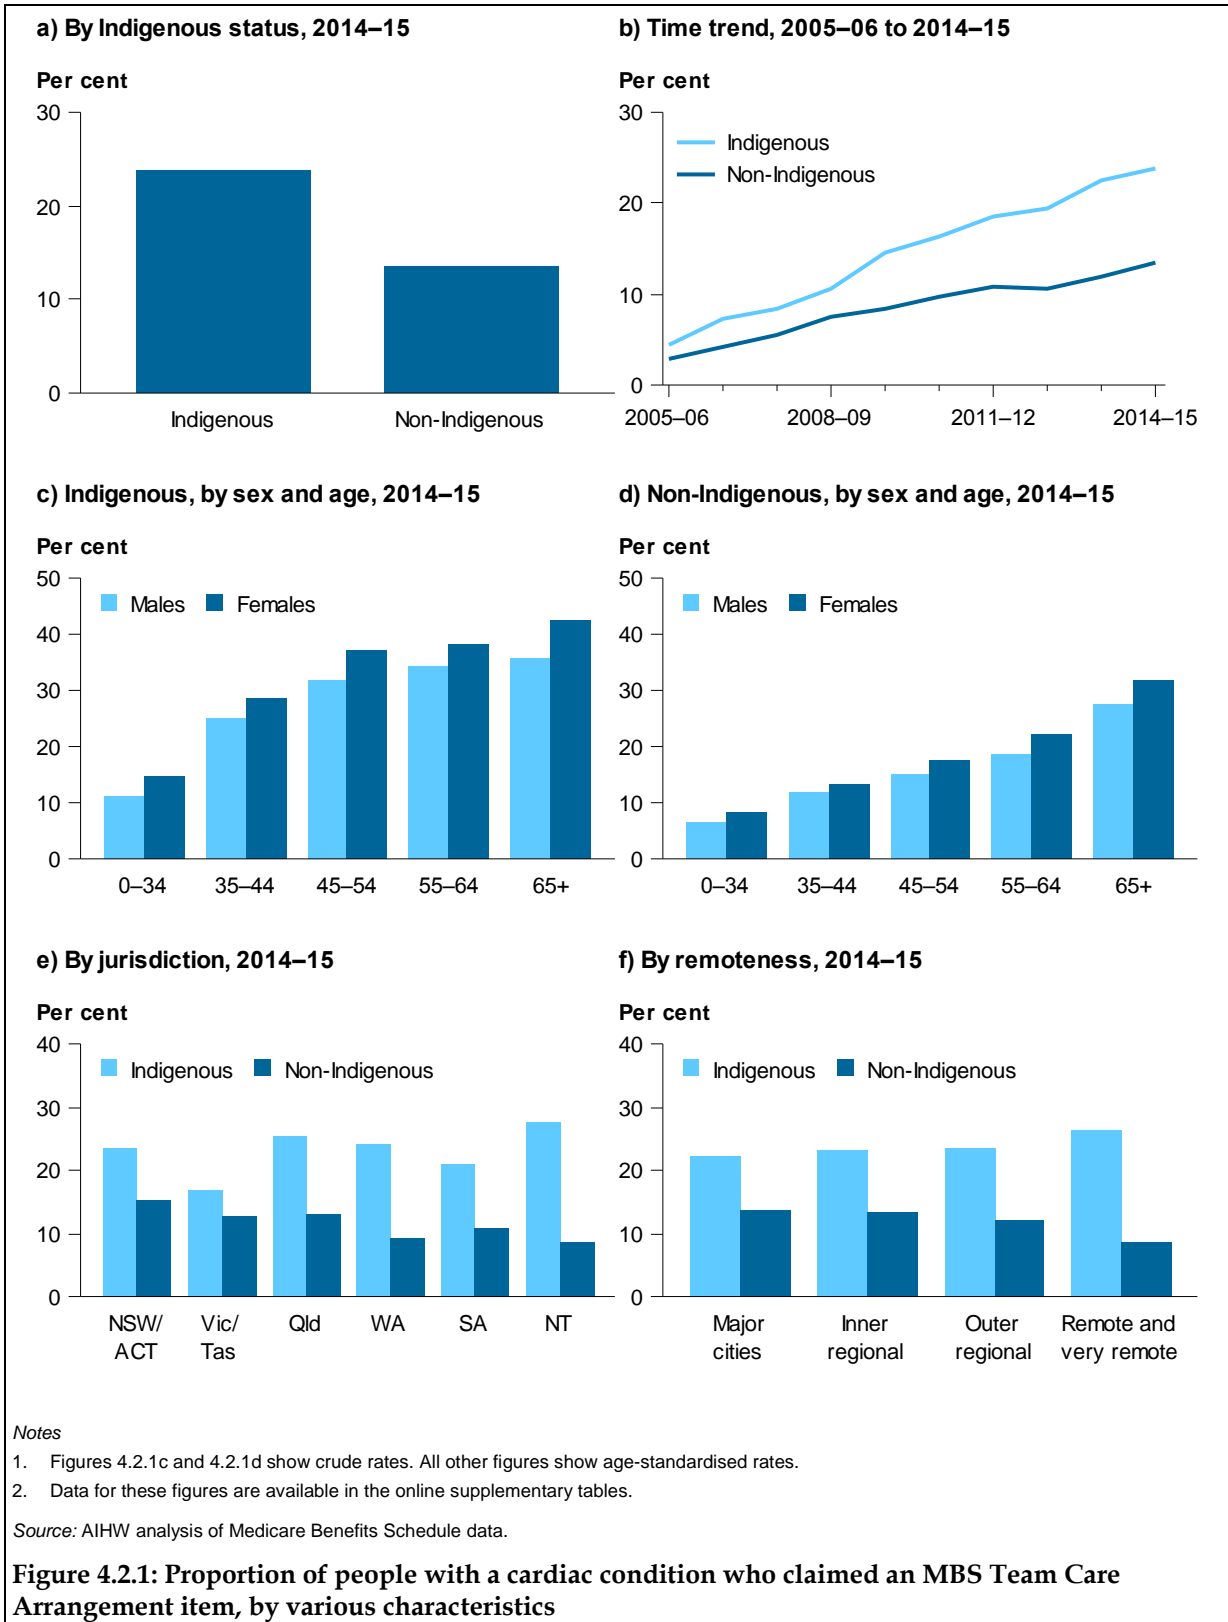 a) By Indigenous status, 2014–15
Per cent
30
20
10
0
Indigenous
Non-Indigenous
b) Time trend, 2005–06 to 2014–15
Per cent
30
20
10
0
Indigenous
Non-Indigenous
2005–06
2008–09
2011–12
2014–15
c) Indigenous, by sex and age, 2014–15
Per cent
50
40
30
20
10
0
Males
Females
0–34
35–44
45–54
55–64
65+
d) Non-Indigenous, by sex and age, 2014–15
Per cent
50
40
30
20
10
0
Males
Females
0–34
35–44
45–54
55–64
65+
e) By jurisdiction, 2014–15
Per cent
40
30
20
10
0
Indigenous
Non-Indigenous
NSW/
ACT
Vic/
Tas
Qld
WA
SA
NT
f) By remoteness, 2014–15
Per cent
40
30
20
10
0
Indigenous
Non-Indigenous
Major
cities
Inner
regional
Outer
regional
Remote and
very remote
Notes
1. Figures 4.2.1c and 4.2.1d show crude rates. All other figures show age-standardised rates.
2. Data for these figures are available in the online supplementary tables.
Source: AIHW analysis of Medicare Benefits Schedule data.
Figure 4.2.1: Proportion of people with a cardiac condition who claimed an MBS Team Care
Arrangement item, by various characteristics